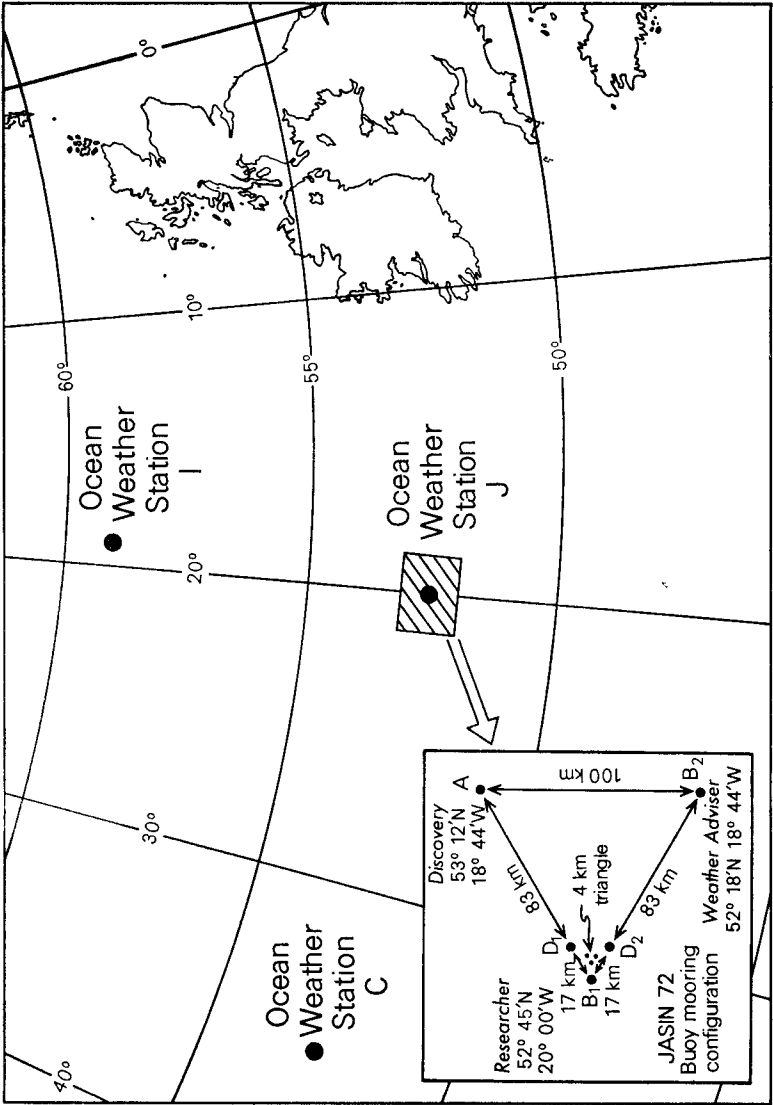 0°
10°
60°
55°
50°
Ocean
Weather
Station
I
Ocean
Weather
Station
J
20°
30°
Ocean
Weather
Station
C
40°
Discovery
53° 12′N
18° 44′W
A
100 km
83 km
4 km
triangle
83 km
B2
Weather Adviser
52° 18′N 18° 44′W
D1
D2
17 km
B1
17 km
Researcher
52° 45′N
20° 00′W
JASIN 72
Buoy mooring
configuration